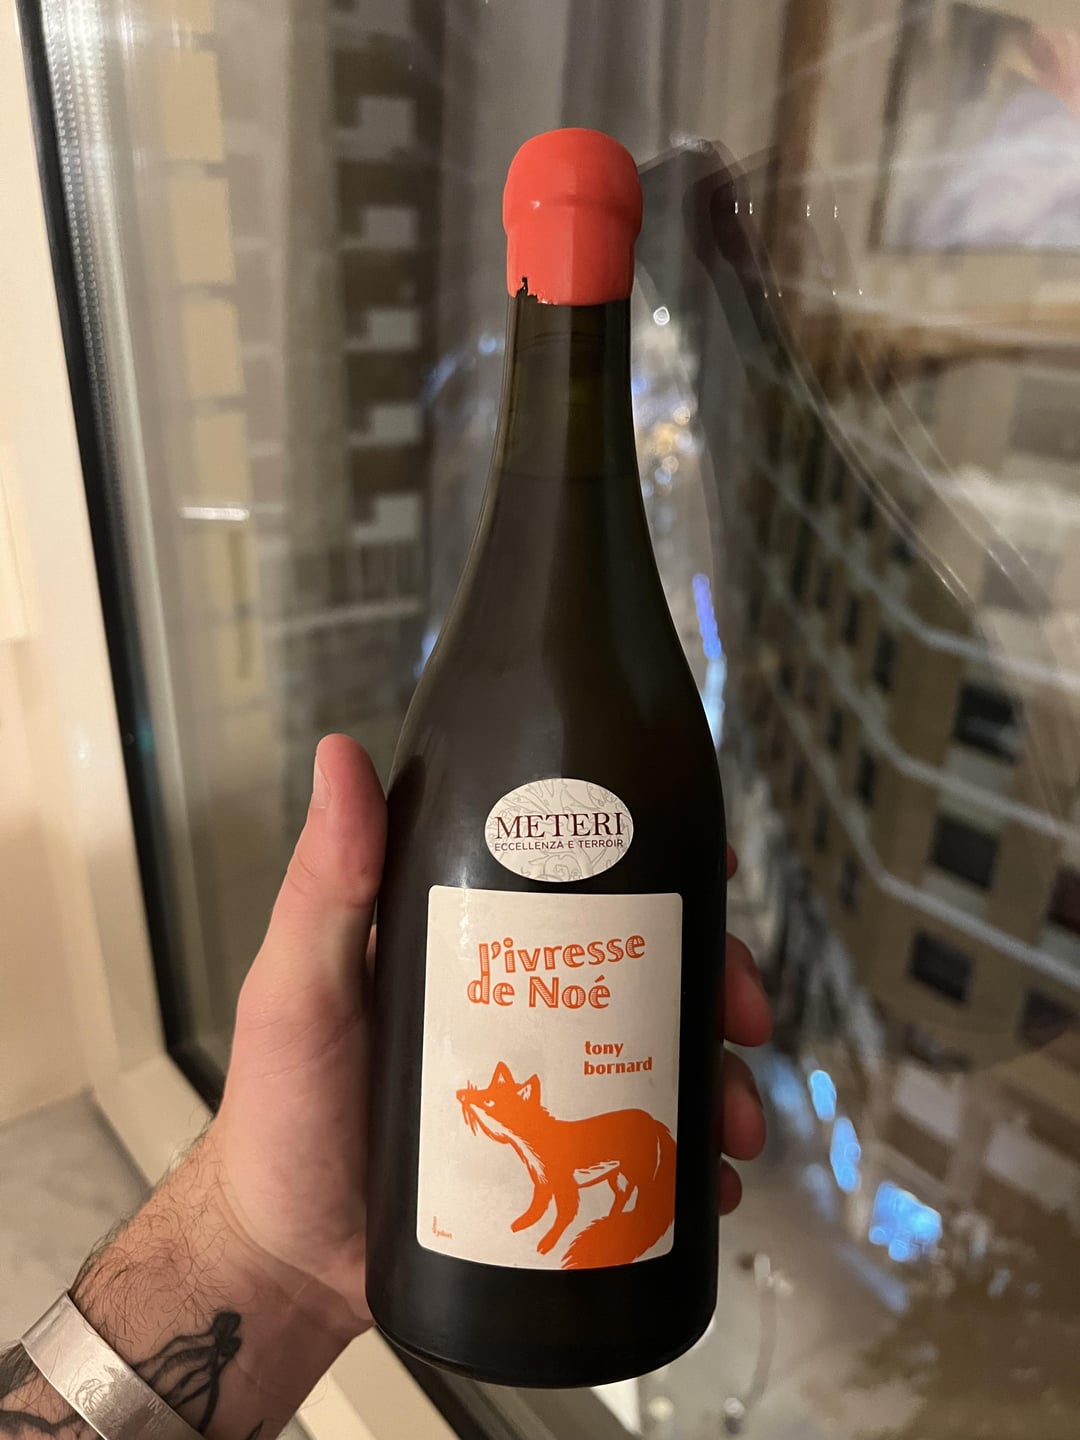 METERI
ECCELLENZA E TERROIR
l'ivresse
de Noé
tony
bornard